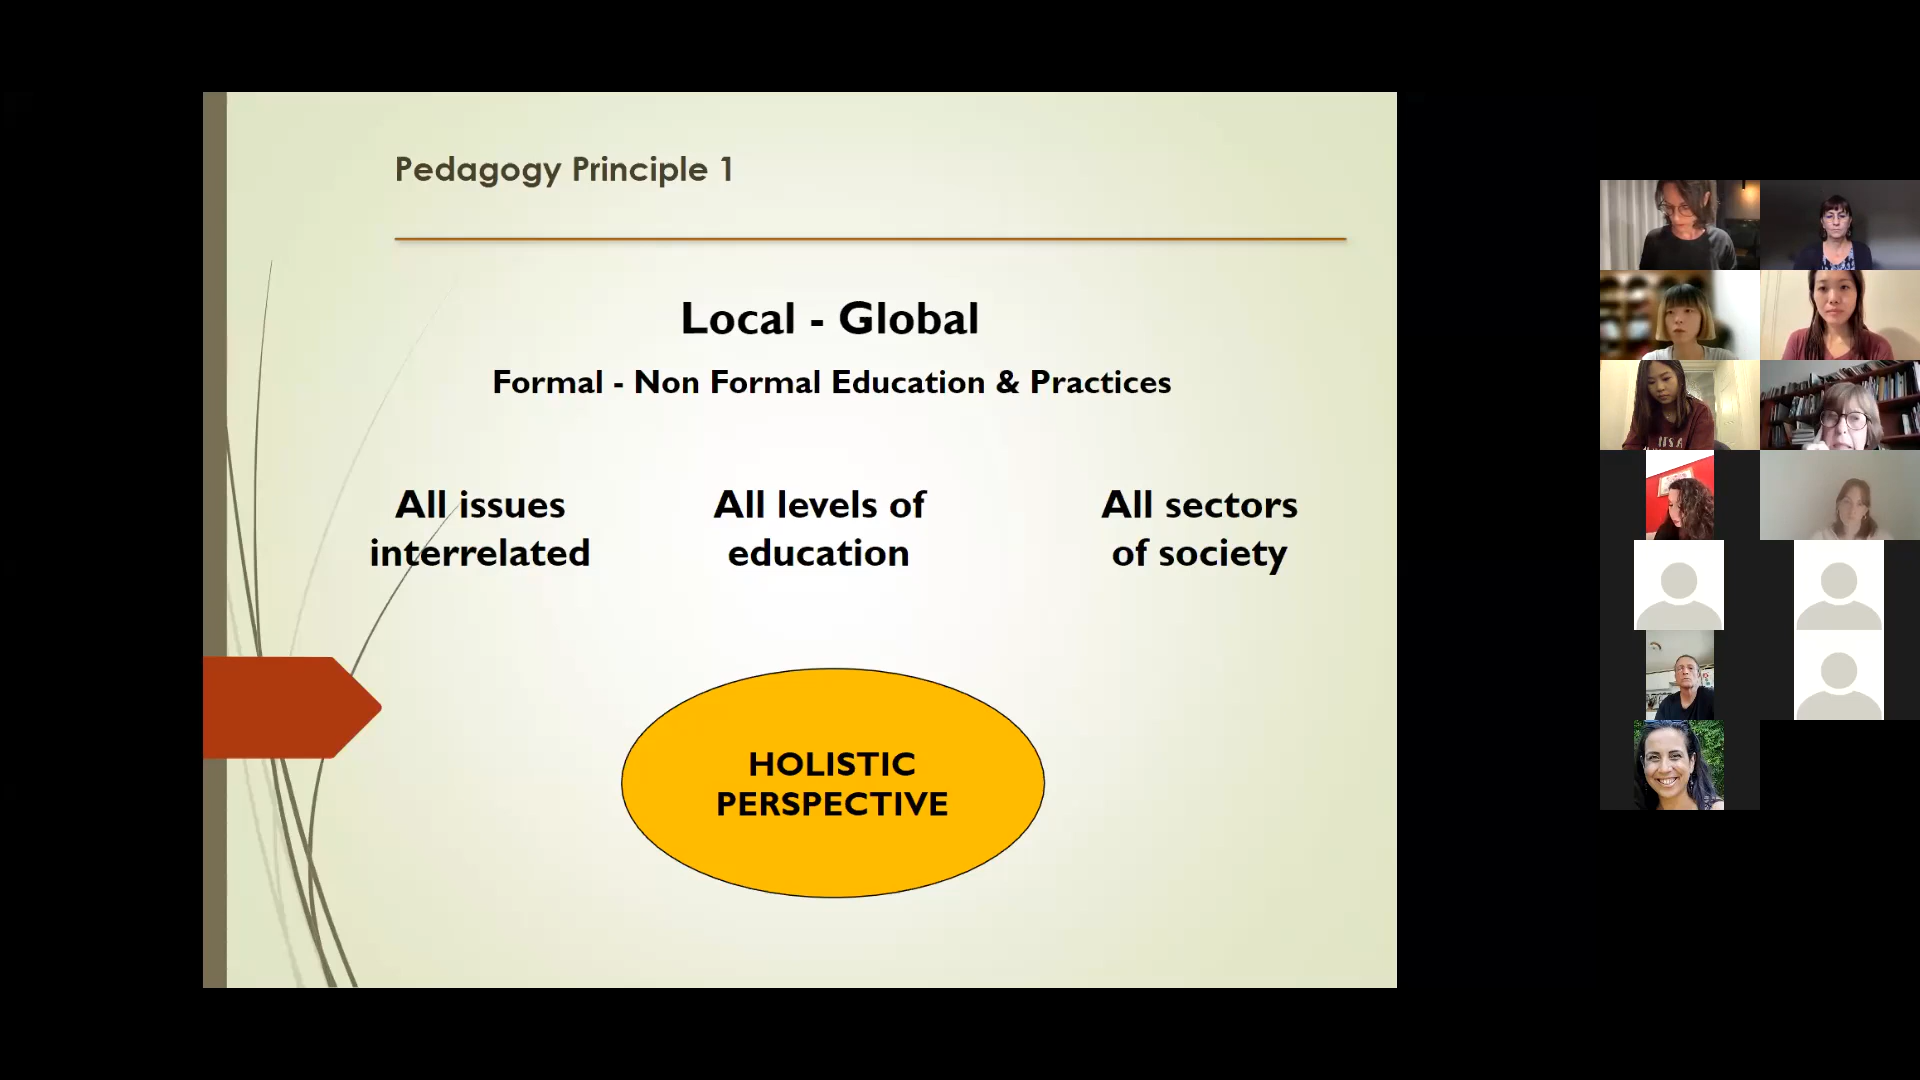 Pedagogy Principle 1
Local - Global
Formal - Non Formal Education & Practices
All issues
interrelated
All levels of
education
All sectors
of society
HOLISTIC
PERSPECTIVE